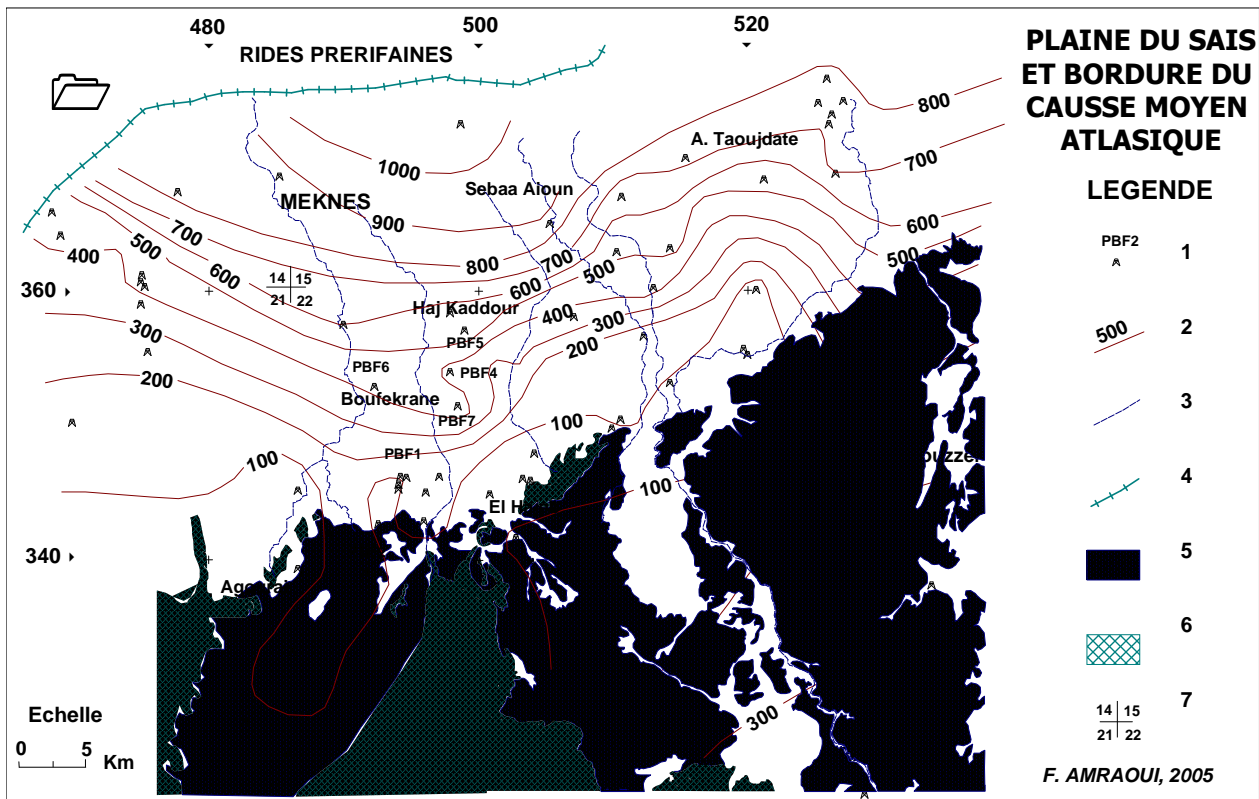 480 500 520
RIDES PRERIFAINES
PLAINE DU SAIS
ET BORDURE DU
CAUSSE MOYEN
ATLASIQUE
LEGENDE
PBF2 1
500 2
3
4
5
6
14 15 7
21 22
F. AMRAOUI, 2005
800
A. Taoujdate
700
1000
Sebaa Aioun
MEKNES
900
600
700
500
400
500
800
700
600
500
14 15
21 22
360
600
Haj Kaddour
400
300
300
PBF5
200
200
PBF6
PBF4
Boufekrane
PBF7
100
PBF1
100
100
El H
340
300
Echelle
0 5
Km